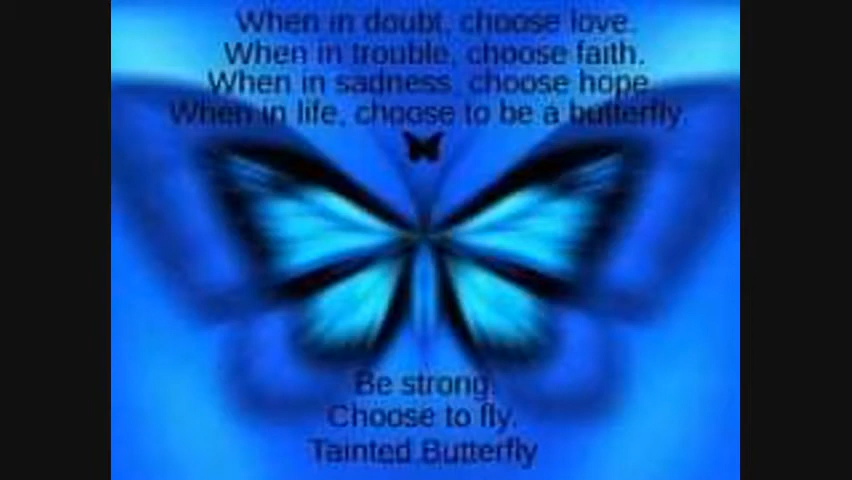 When in doubt, choose love.
When in trouble, choose faith.
When in sadness, choose hope.
When in life, choose to be a butterfly.
Be strong.
Choose to fly.
Tainted Butterfly